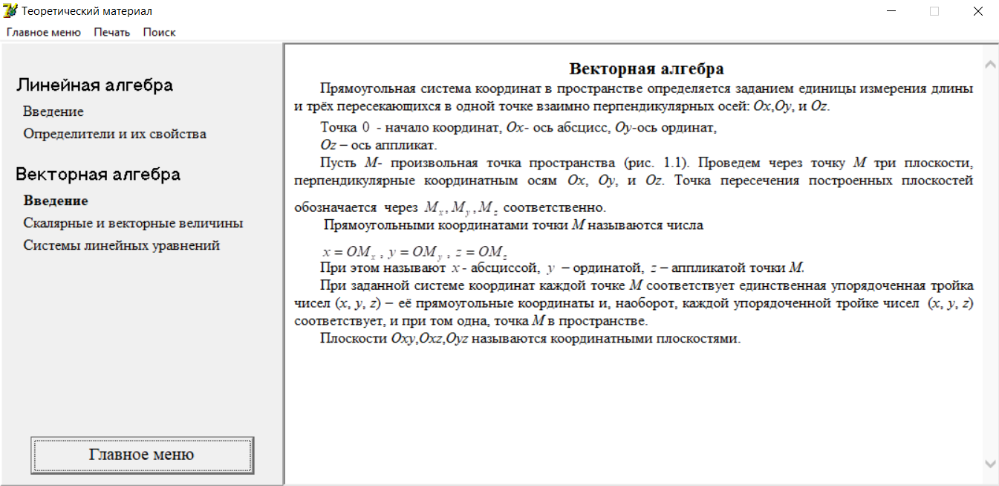 Теоретический материал
Главное меню Печать Поиск
Линейная алгебра
Введение
Определители и их свойства
Векторная алгебра
Введение
Скалярные и векторные величины
Системы линейных уравнений
Главное меню
Векторная алгебра
Прямоугольная система координат в пространстве определяется заданием единицы измерения длины
и трёх пересекающихся в одной точке взаимно перпендикулярных осей: Ox,Oy, и Oz.
Точка 0 - начало координат, Ox- ось абсцисс, Oy-ось ординат,
Oz – ось аппликат.
Пусть M- произвольная точка пространства (рис. 1.1). Проведем через точку M три плоскости,
перпендикулярные координатным осям Ox, Oy, и Oz. Точка пересечения построенных плоскостей
обозначается через Mₓ, M_y, M_z соответственно.
Прямоугольными координатами точки M называются числа
x = OMₓ , y = OM_y , z = OM_z
При этом называют x - абсциссой, y – ординатой, z – аппликатой точки M.
При заданной системе координат каждой точке M соответствует единственная упорядоченная тройка
чисел (x, y, z) – её прямоугольные координаты и, наоборот, каждой упорядоченной тройке чисел (x, y, z)
соответствует, и при том одна, точка M в пространстве.
Плоскости Oxy,Oxz,Oyz называются координатными плоскостями.